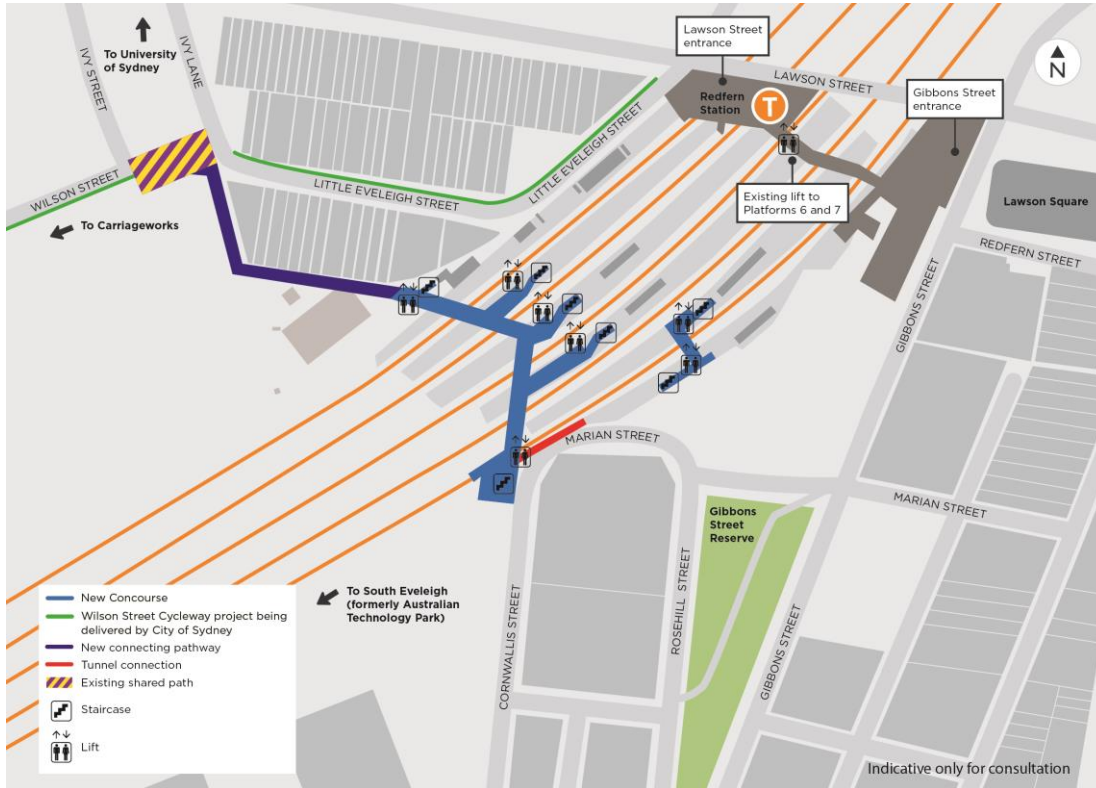 To University
of Sydney
IVY STREET
IVY LANE
Lawson Street
entrance
LAWSON STREET
N
Redfern
Station
T
Gibbons Street
entrance
Existing lift to
Platforms 6 and 7
Lawson Square
REDFERN STREET
WILSON STREET
To Carriageworks
LITTLE EVELEIGH STREET
LITTLE EVELEIGH STREET
GIBBONS STREET
MARIAN STREET
MARIAN STREET
Gibbons
Street
Reserve
ROSEHILL STREET
GIBBONS STREET
CORNWALLIS STREET
To South Eveleigh
(formerly Australian
Technology Park)
New Concourse
Wilson Street Cycleway project being
delivered by City of Sydney
New connecting pathway
Tunnel connection
Existing shared path
Staircase
Lift
Indicative only for consultation